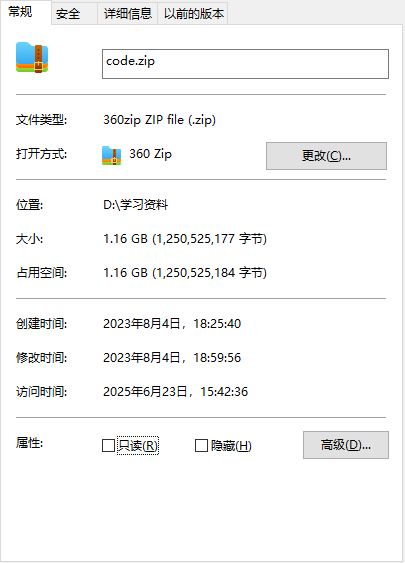 常规 安全 详细信息 以前的版本
code.zip
文件类型: 360zip ZIP file (.zip)
打开方式: 360 Zip 更改(C)...
位置: D:\学习资料
大小: 1.16 GB (1,250,525,177 字节)
占用空间: 1.16 GB (1,250,525,184 字节)
创建时间: 2023年8月4日，18:25:40
修改时间: 2023年8月4日，18:59:56
访问时间: 2025年6月23日，15:42:36
属性: 只读(R) 隐藏(H) 高级(D)...